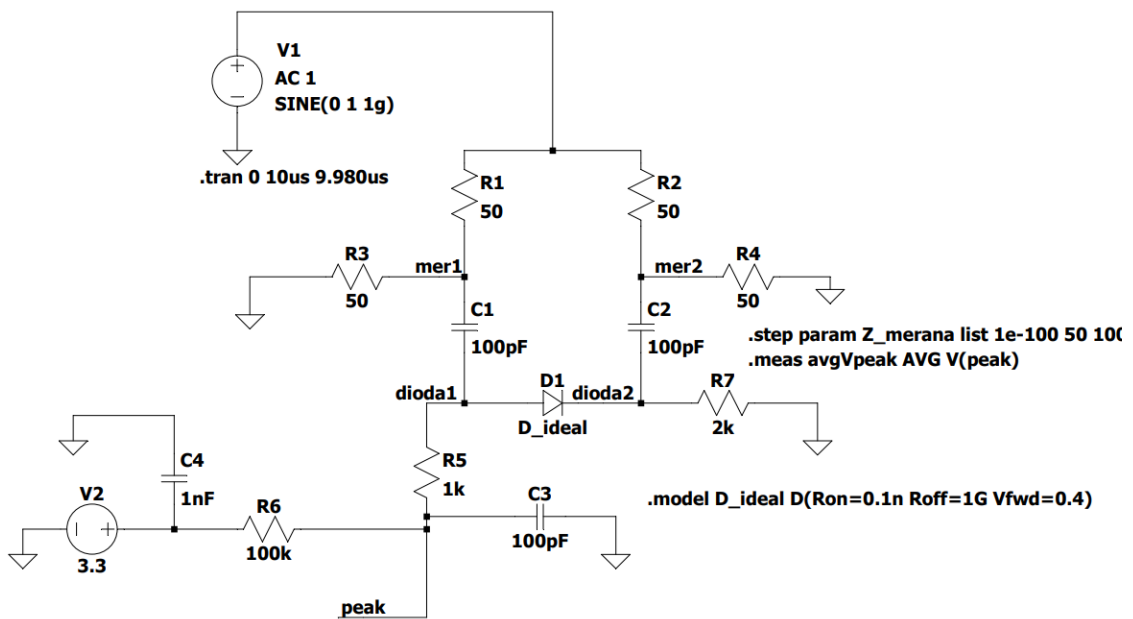 V1
AC 1
SINE(0 1 1g)
.tran 0 10us 9.980us
R1
50
R2
50
R3
50
mer1
mer2
R4
50
C1
100pF
C2
100pF
.step param Z_merana list 1e-100 50 100
.meas avgVpeak AVG V(peak)
dioda1
D1
D_ideal
dioda2
R7
2k
C4
1nF
R5
1k
V2
3.3
R6
100k
C3
100pF
.model D_ideal D(Ron=0.1n Roff=1G Vfwd=0.4)
peak